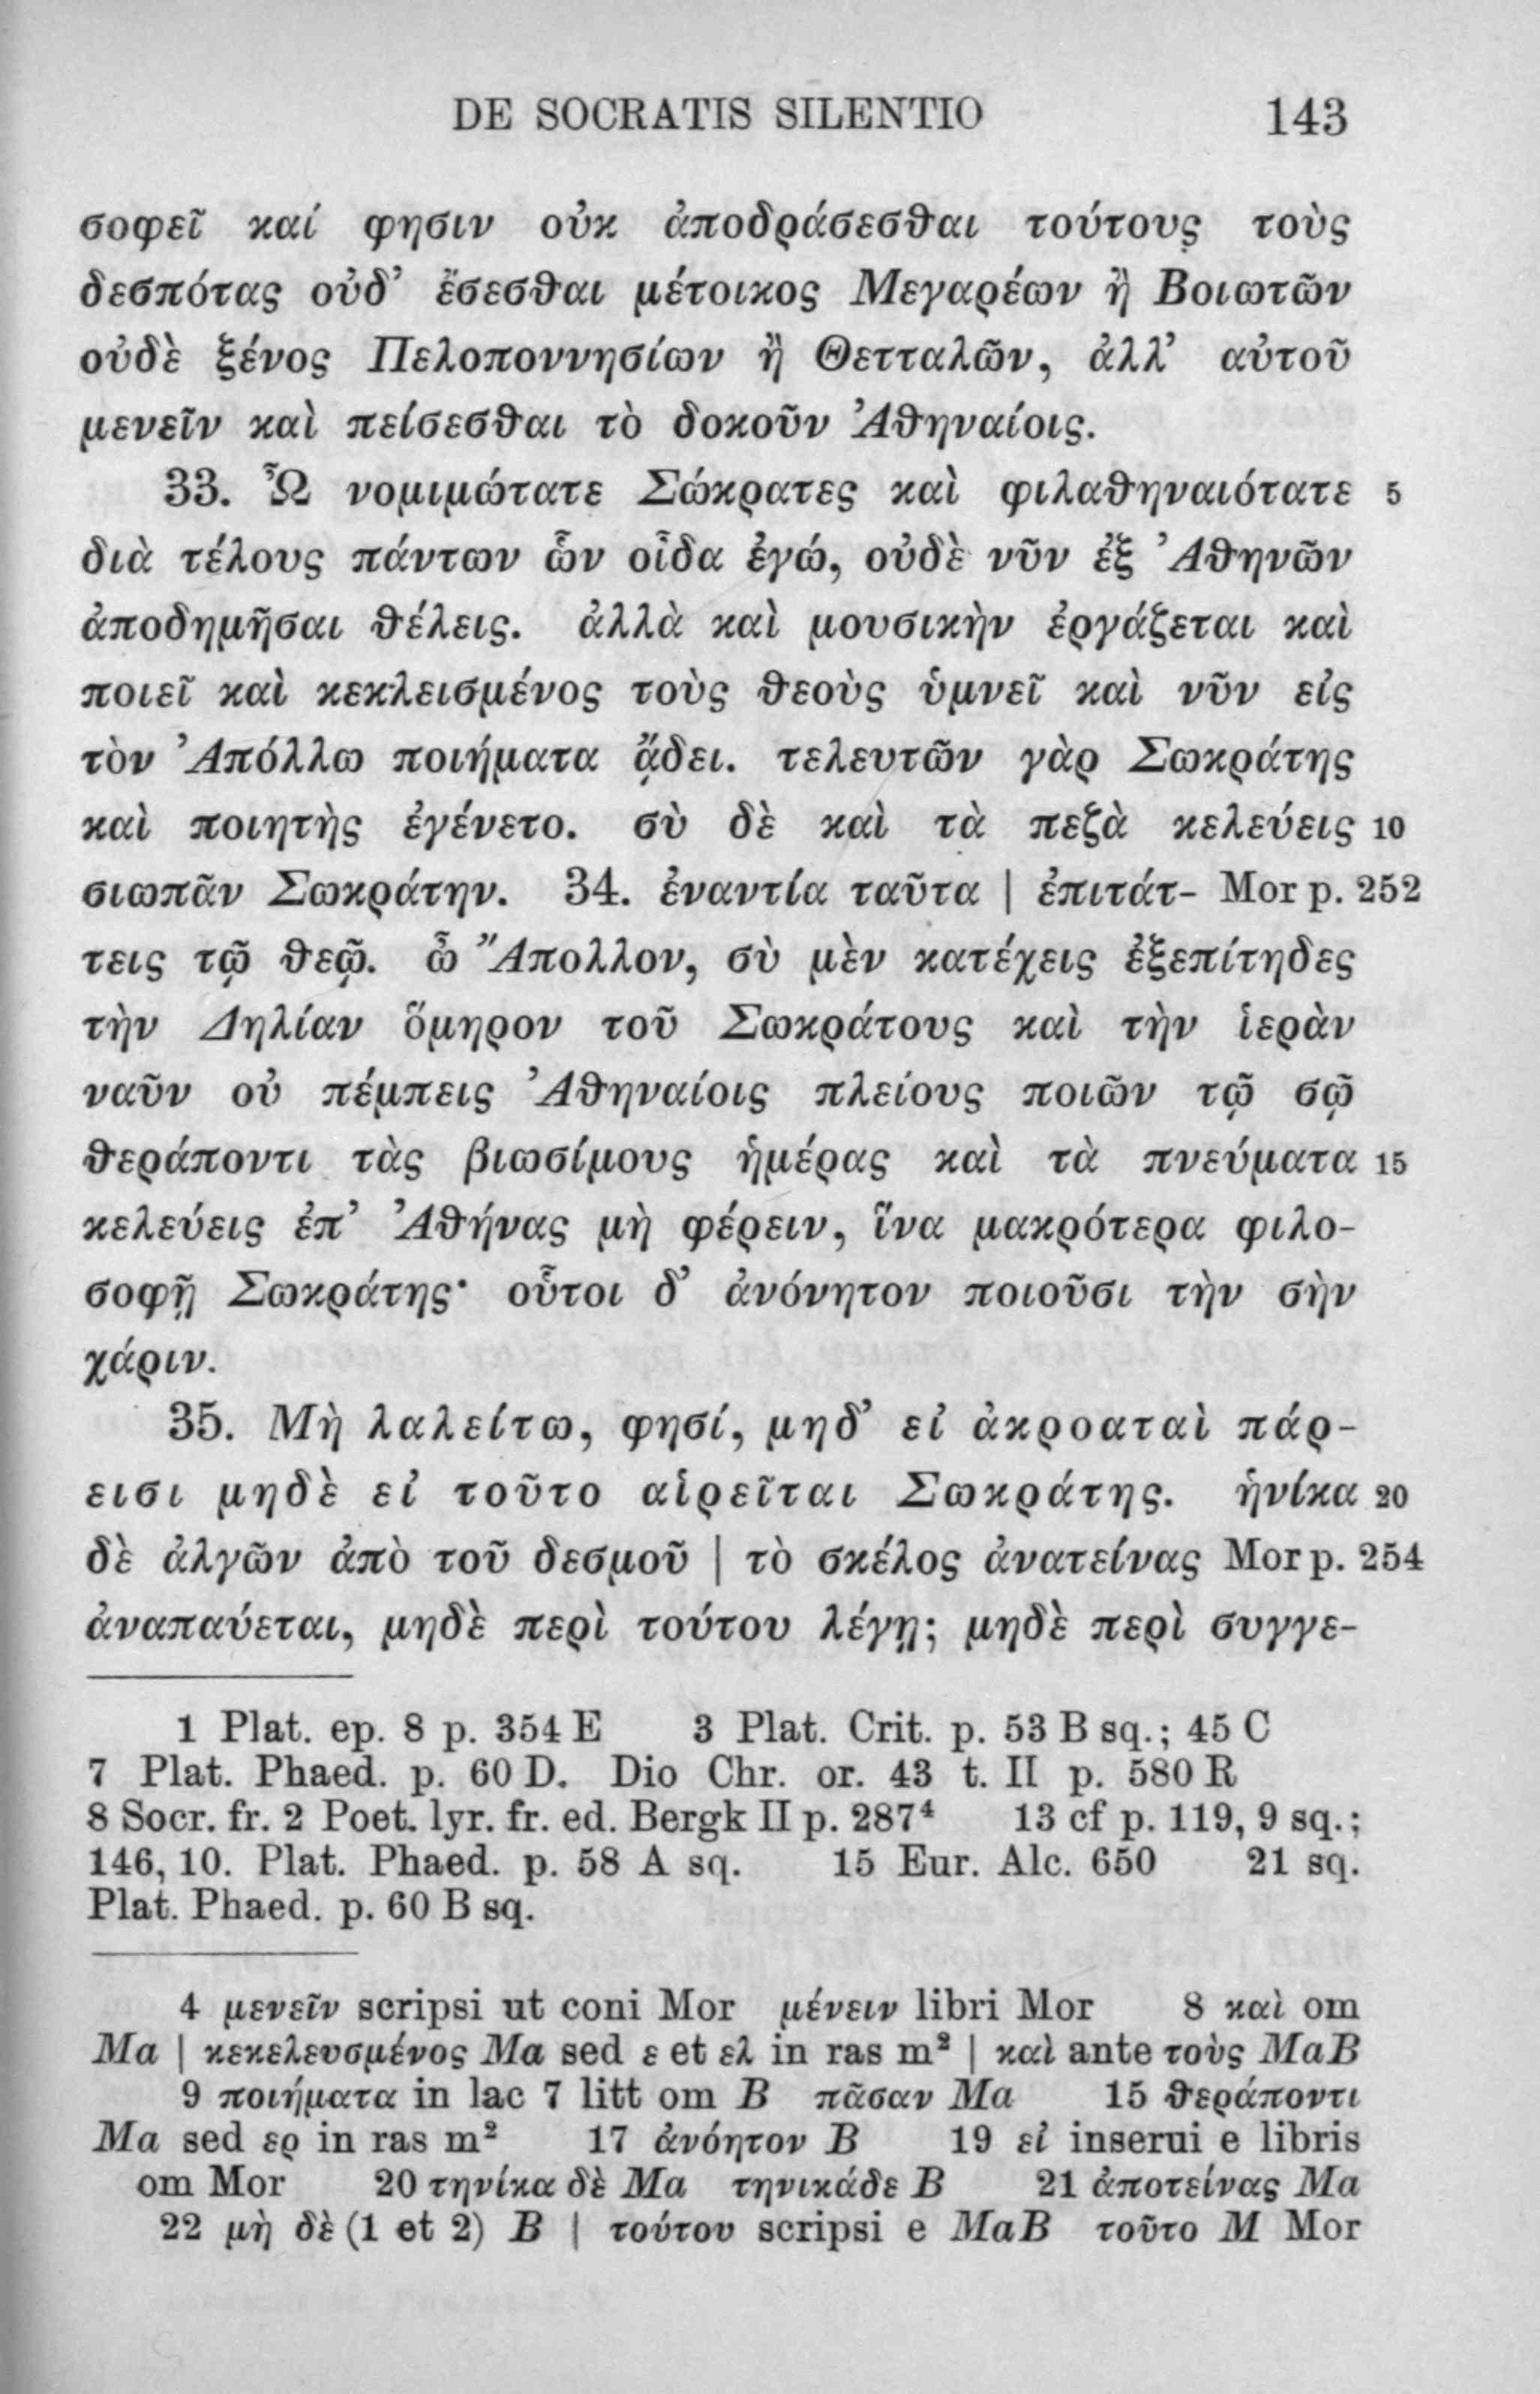 DE SOCRATIS SILENTIO 143
σοφεῖ καί φησιν οὐκ ἀποδράσεσθαι τούτους τοὺς
δεσπότας οὐδ’ ἔσεσθαι μέτοικος Μεγαρέων ἢ Βοιωτῶν
οὐδὲ ξένος Πελοποννησίων ἢ Θετταλῶν, ἀλλ’ αὐτοῦ
μενεῖν καὶ πείσεσθαι τὸ δοκοῦν Ἀθηναίοις.
33. Ὦ νομιμώτατε Σώκρατες καὶ φιλαθηναιότατε 5
διὰ τέλους πάντων ὧν οἶδα ἐγώ, οὐδὲ νῦν ἐξ Ἀθηνῶν
ἀποδημῆσαι θέλεις. ἀλλὰ καὶ μουσικὴν ἐργάζεται καὶ
ποιεῖ καὶ κεκλεισμένος τοὺς θεοὺς ὑμνεῖ καὶ νῦν εἰς
τὸν Ἀπόλλω ποιήματα ᾄδει. τελευτῶν γὰρ Σωκράτης
καὶ ποιητὴς ἐγένετο. σὺ δὲ καὶ τὰ πεζὰ κελεύεις 10
σιωπᾶν Σωκράτην. 34. ἐναντία ταῦτα | ἐπιτάτ- Mor p. 252
τεις τῷ θεῷ. ὦ Ἄπολλον, σὺ μὲν κατέχεις ἐξεπίτηδες
τὴν Δηλίαν ὅμηρον τοῦ Σωκράτους καὶ τὴν ἱερὰν
ναῦν οὐ πέμπεις Ἀθηναίοις πλείους ποιῶν τῷ σῷ
θεράποντι τὰς βιωσίμους ἡμέρας καὶ τὰ πνεύματα 15
κελεύεις ἐπ’ Ἀθήνας μὴ φέρειν, ἵνα μακρότερα φιλο-
σοφῇ Σωκράτης· οὗτοι δ’ ἀνόνητον ποιοῦσι τὴν σὴν
χάριν.
35. Μὴ λαλείτω, φησί, μηδ’ εἰ ἀκροαταὶ πάρ-
εισι μηδὲ εἰ τοῦτο αἱρεῖται Σωκράτης. ἡνίκα 20
δὲ ἀλγῶν ἀπὸ τοῦ δεσμοῦ | τὸ σκέλος ἀνατείνας Mor p. 254
ἀναπαύεται, μηδὲ περὶ τούτου λέγῃ; μηδὲ περὶ συγγε-
1 Plat. ep. 8 p. 354 E 3 Plat. Crit. p. 53 B sq.; 45 C
7 Plat. Phaed. p. 60 D. Dio Chr. or. 43 t. II p. 580 R
8 Socr. fr. 2 Poet. lyr. fr. ed. Bergk II p. 287⁴ 13 cf p. 119, 9 sq.;
146, 10. Plat. Phaed. p. 58 A sq. 15 Eur. Alc. 650 21 sq.
Plat. Phaed. p. 60 B sq.
4 μενεῖν scripsi ut coni Mor μένειν libri Mor 8 καὶ om
Ma | κεκελευσμένος Ma sed ε et ελ in ras m² | καὶ ante τοὺς MaB
9 ποιήματα in lac 7 litt om B πᾶσαν Ma 15 θεράποντι
Ma sed ερ in ras m² 17 ἀνόητον B 19 εἰ inserui e libris
om Mor 20 τηνίκα δὲ Ma τηνικάδε B 21 ἀποτείνας Ma
22 μὴ δὲ (1 et 2) B | τούτου scripsi e MaB τοῦτο M Mor